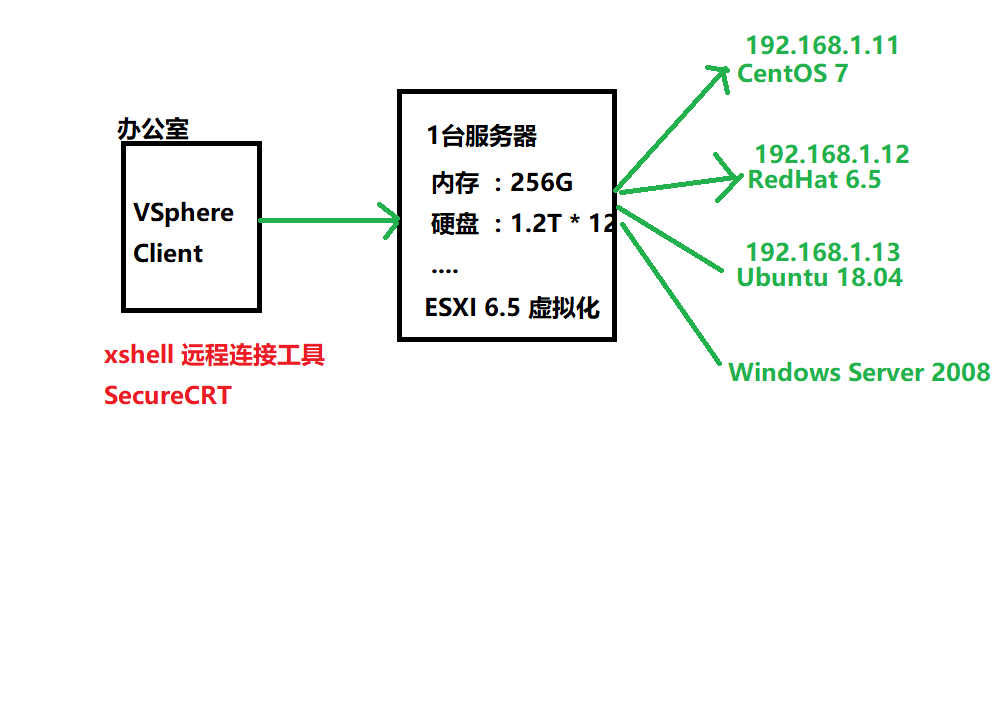 办公室
VSphere
Client
xshell 远程连接工具
SecureCRT
1台服务器
内存 ：256G
硬盘 ：1.2T * 12
....
ESXI 6.5 虚拟化
192.168.1.11
CentOS 7
192.168.1.12
RedHat 6.5
192.168.1.13
Ubuntu 18.04
Windows Server 2008